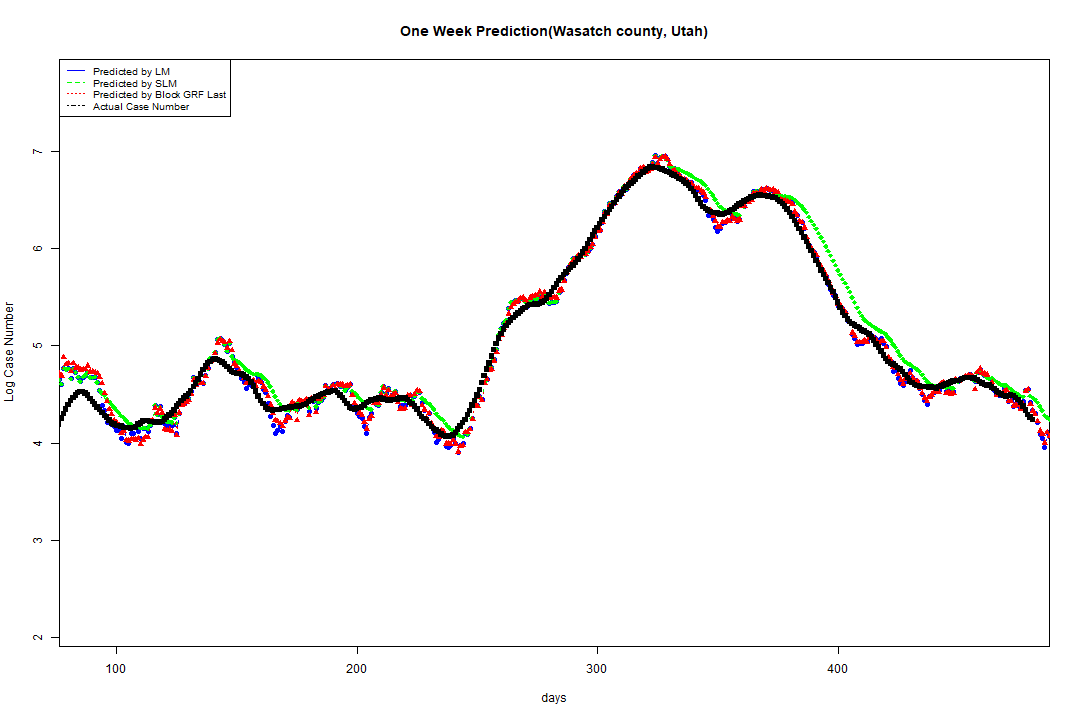 One Week Prediction(Wasatch county, Utah)
Predicted by LM
Predicted by SLM
Predicted by Block GRF Last
Actual Case Number
7
6
5
4
3
2
Log Case Number
100 200 300 400
days